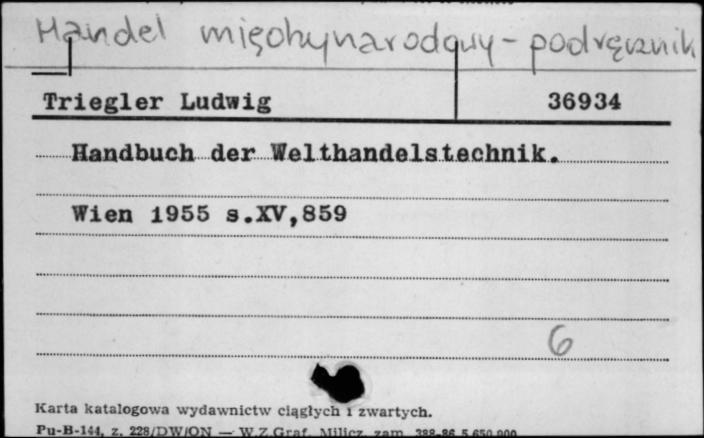 Handel międzynarodowy - podręcznik
Triegler Ludwig 36934
Handbuch der Welthandelstechnik.
Wien 1955 s.XV,859
6
Karta katalogowa wydawnictw ciągłych i zwartych.
Pu-B-144, z. 228/DW/ON — W.Z.Graf. Milicz, zam. 388-86 5.650.000